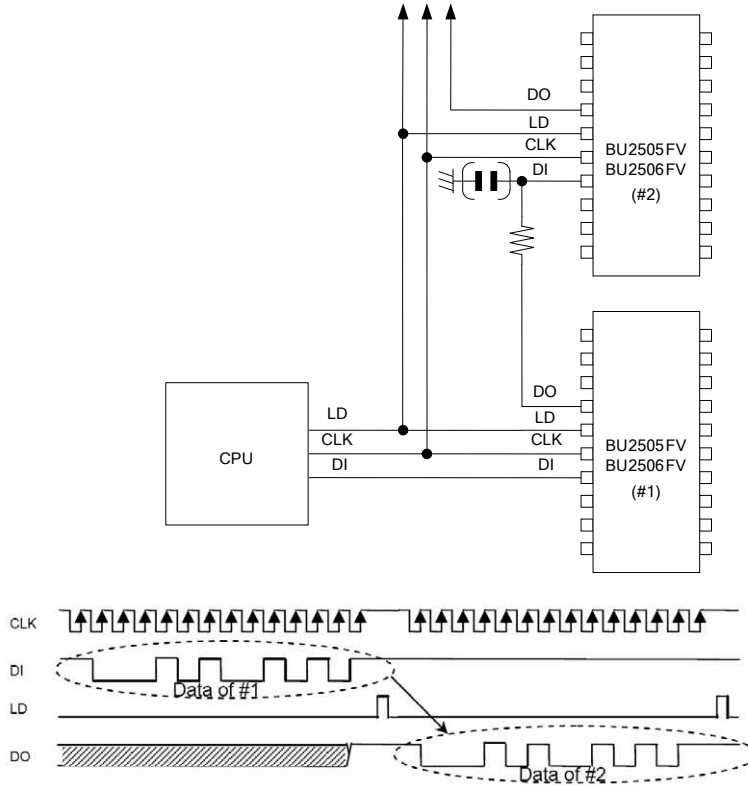 DO
LD
CLK
DI
BU2505FV
BU2506FV
(#2)
DO
LD
CLK
DI
BU2505FV
BU2506FV
(#1)
CPU
LD
CLK
DI
CLK
DI
Data of #1
LD
DO
Data of #2